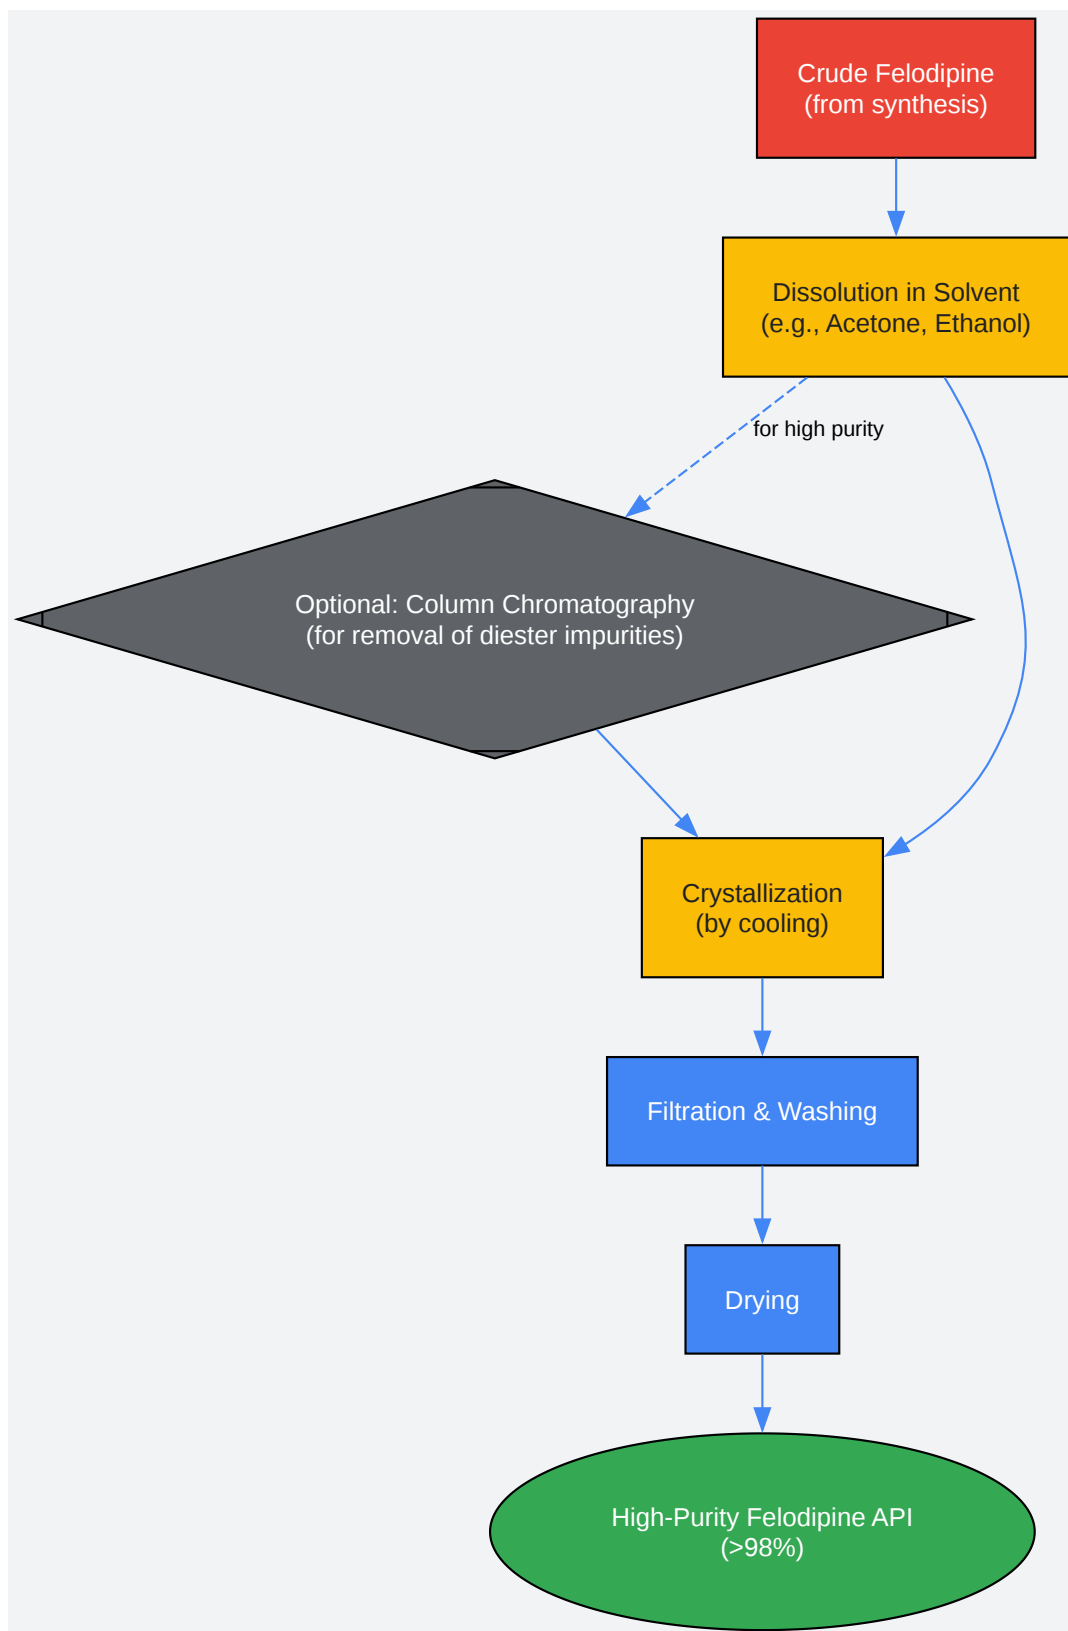 Crude Felodipine
(from synthesis)
Dissolution in Solvent
(e.g., Acetone, Ethanol)
for high purity
Optional: Column Chromatography
(for removal of diester impurities)
Crystallization
(by cooling)
Filtration & Washing
Drying
High-Purity Felodipine API
(>98%)